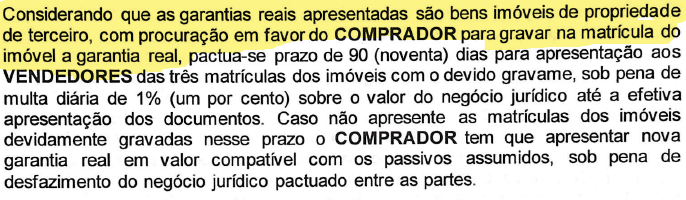 Considerando que as garantias reais apresentadas são bens imóveis de propriedade
de terceiro, com procuração em favor do COMPRADOR para gravar na matrícula do
imóvel a garantia real, pactua-se prazo de 90 (noventa) dias para apresentação aos
VENDEDORES das três matrículas dos imóveis com o devido gravame, sob pena de
multa diária de 1% (um por cento) sobre o valor do negócio jurídico até a efetiva
apresentação dos documentos. Caso não apresente as matrículas dos imóveis
devidamente gravadas nesse prazo o COMPRADOR tem que apresentar nova
garantia real em valor compatível com os passivos assumidos, sob pena de
desfazimento do negócio jurídico pactuado entre as partes.